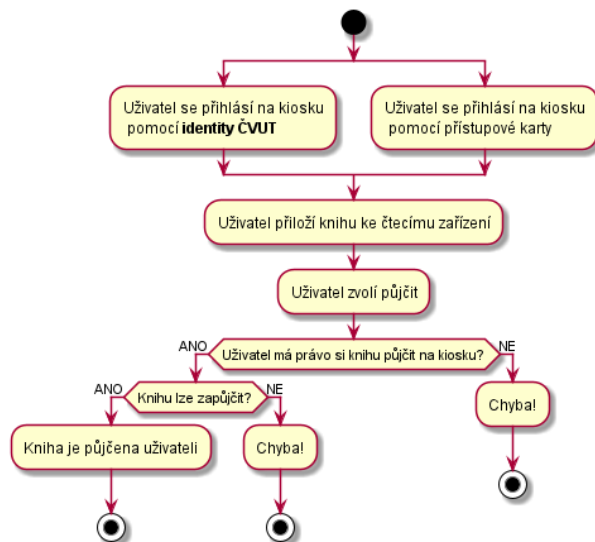 Uživatel se přihlásí na kiosku
pomocí identity ČVUT
Uživatel se přihlásí na kiosku
pomocí přístupové karty
Uživatel přiloží knihu ke čtecímu zařízení
Uživatel zvolí půjčit
ANO
Uživatel má právo si knihu půjčit na kiosku?
NE
ANO
Knihu lze zapůjčit?
NE
Chyba!
Kniha je půjčena uživateli
Chyba!